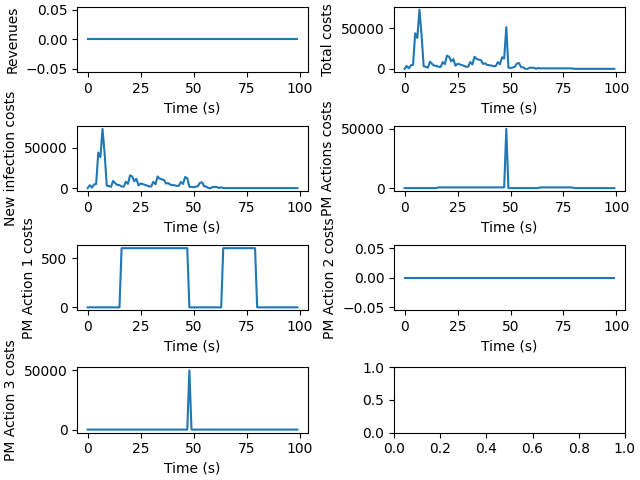 Revenues
0.05
0.00
−0.05
0 25 50 75 100
Time (s)
Total costs
50000
0
0 25 50 75 100
Time (s)
New infection costs
50000
0
0 25 50 75 100
Time (s)
PM Actions costs
50000
0
0 25 50 75 100
Time (s)
PM Action 1 costs
500
0
0 25 50 75 100
Time (s)
PM Action 2 costs
0.05
0.00
−0.05
0 25 50 75 100
Time (s)
PM Action 3 costs
50000
0
0 25 50 75 100
Time (s)
1.0
0.5
0.0
0.0 0.2 0.4 0.6 0.8 1.0